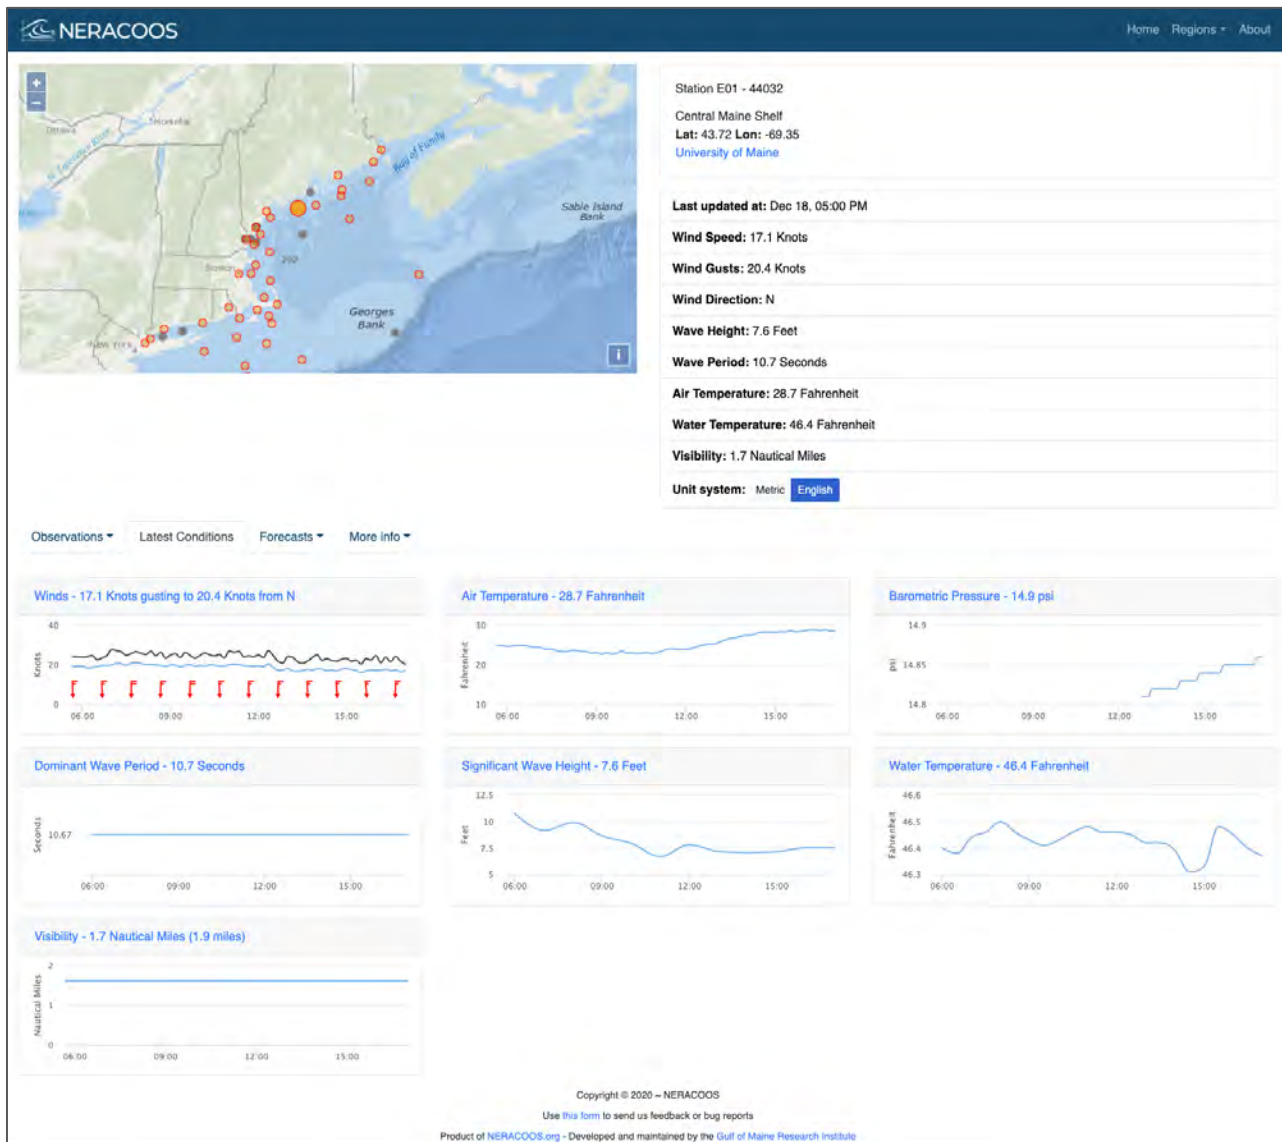 NERACOOS
Home Regions About
Ottawa
Montréal
Bay of Fundy
Sable Island
Bank
Boston
202
Georges
Bank
New York
+
−
i
Station E01 - 44032
Central Maine Shelf
Lat: 43.72 Lon: -69.35
University of Maine
Last updated at: Dec 18, 05:00 PM
Wind Speed: 17.1 Knots
Wind Gusts: 20.4 Knots
Wind Direction: N
Wave Height: 7.6 Feet
Wave Period: 10.7 Seconds
Air Temperature: 28.7 Fahrenheit
Water Temperature: 46.4 Fahrenheit
Visibility: 1.7 Nautical Miles
Unit system: Metric English
Observations Latest Conditions Forecasts More info
Winds - 17.1 Knots gusting to 20.4 Knots from N
40
20
0
Knots
06:00 09:00 12:00 15:00
Air Temperature - 28.7 Fahrenheit
30
20
10
Fahrenheit
06:00 09:00 12:00 15:00
Barometric Pressure - 14.9 psi
14.9
14.85
14.8
psi
06:00 09:00 12:00 15:00
Dominant Wave Period - 10.7 Seconds
10.67
Seconds
06:00 09:00 12:00 15:00
Significant Wave Height - 7.6 Feet
12.5
10
7.5
5
Feet
06:00 09:00 12:00 15:00
Water Temperature - 46.4 Fahrenheit
46.6
46.5
46.4
46.3
Fahrenheit
06:00 09:00 12:00 15:00
Visibility - 1.7 Nautical Miles (1.9 miles)
2
1
0
Nautical Miles
06:00 09:00 12:00 15:00
Copyright © 2020 – NERACOOS
Use this form to send us feedback or bug reports
Product of NERACOOS.org - Developed and maintained by the Gulf of Maine Research Institute